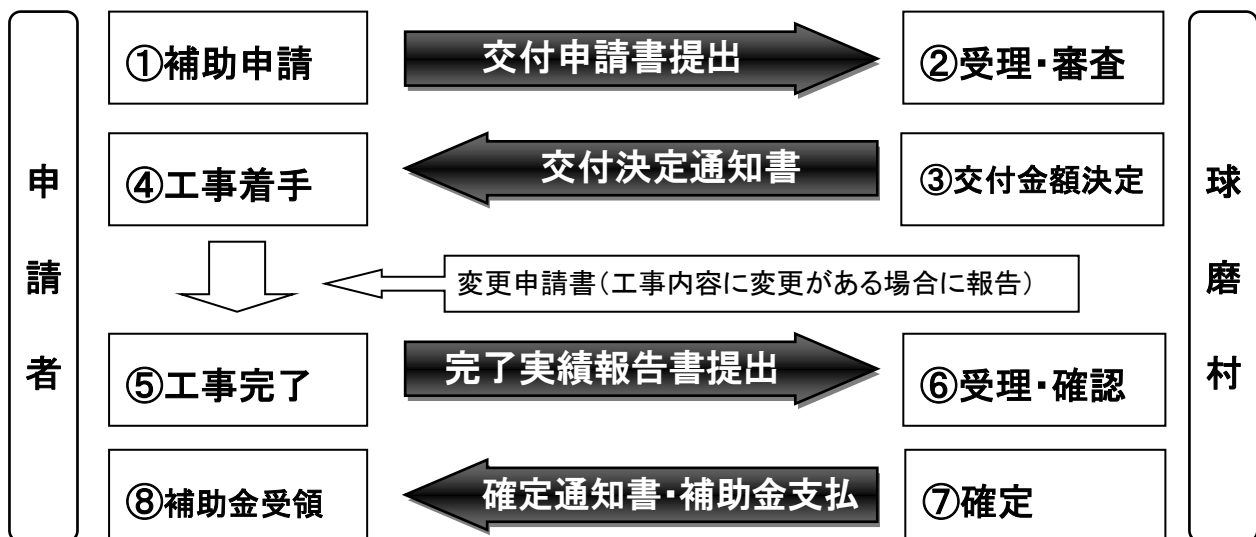 申請者
①補助申請
交付申請書提出
②受理・審査
④工事着手
交付決定通知書
③交付金額決定
変更申請書（工事内容に変更がある場合に報告）
⑤工事完了
完了実績報告書提出
⑥受理・確認
⑧補助金受領
確定通知書・補助金支払
⑦確定
球磨村